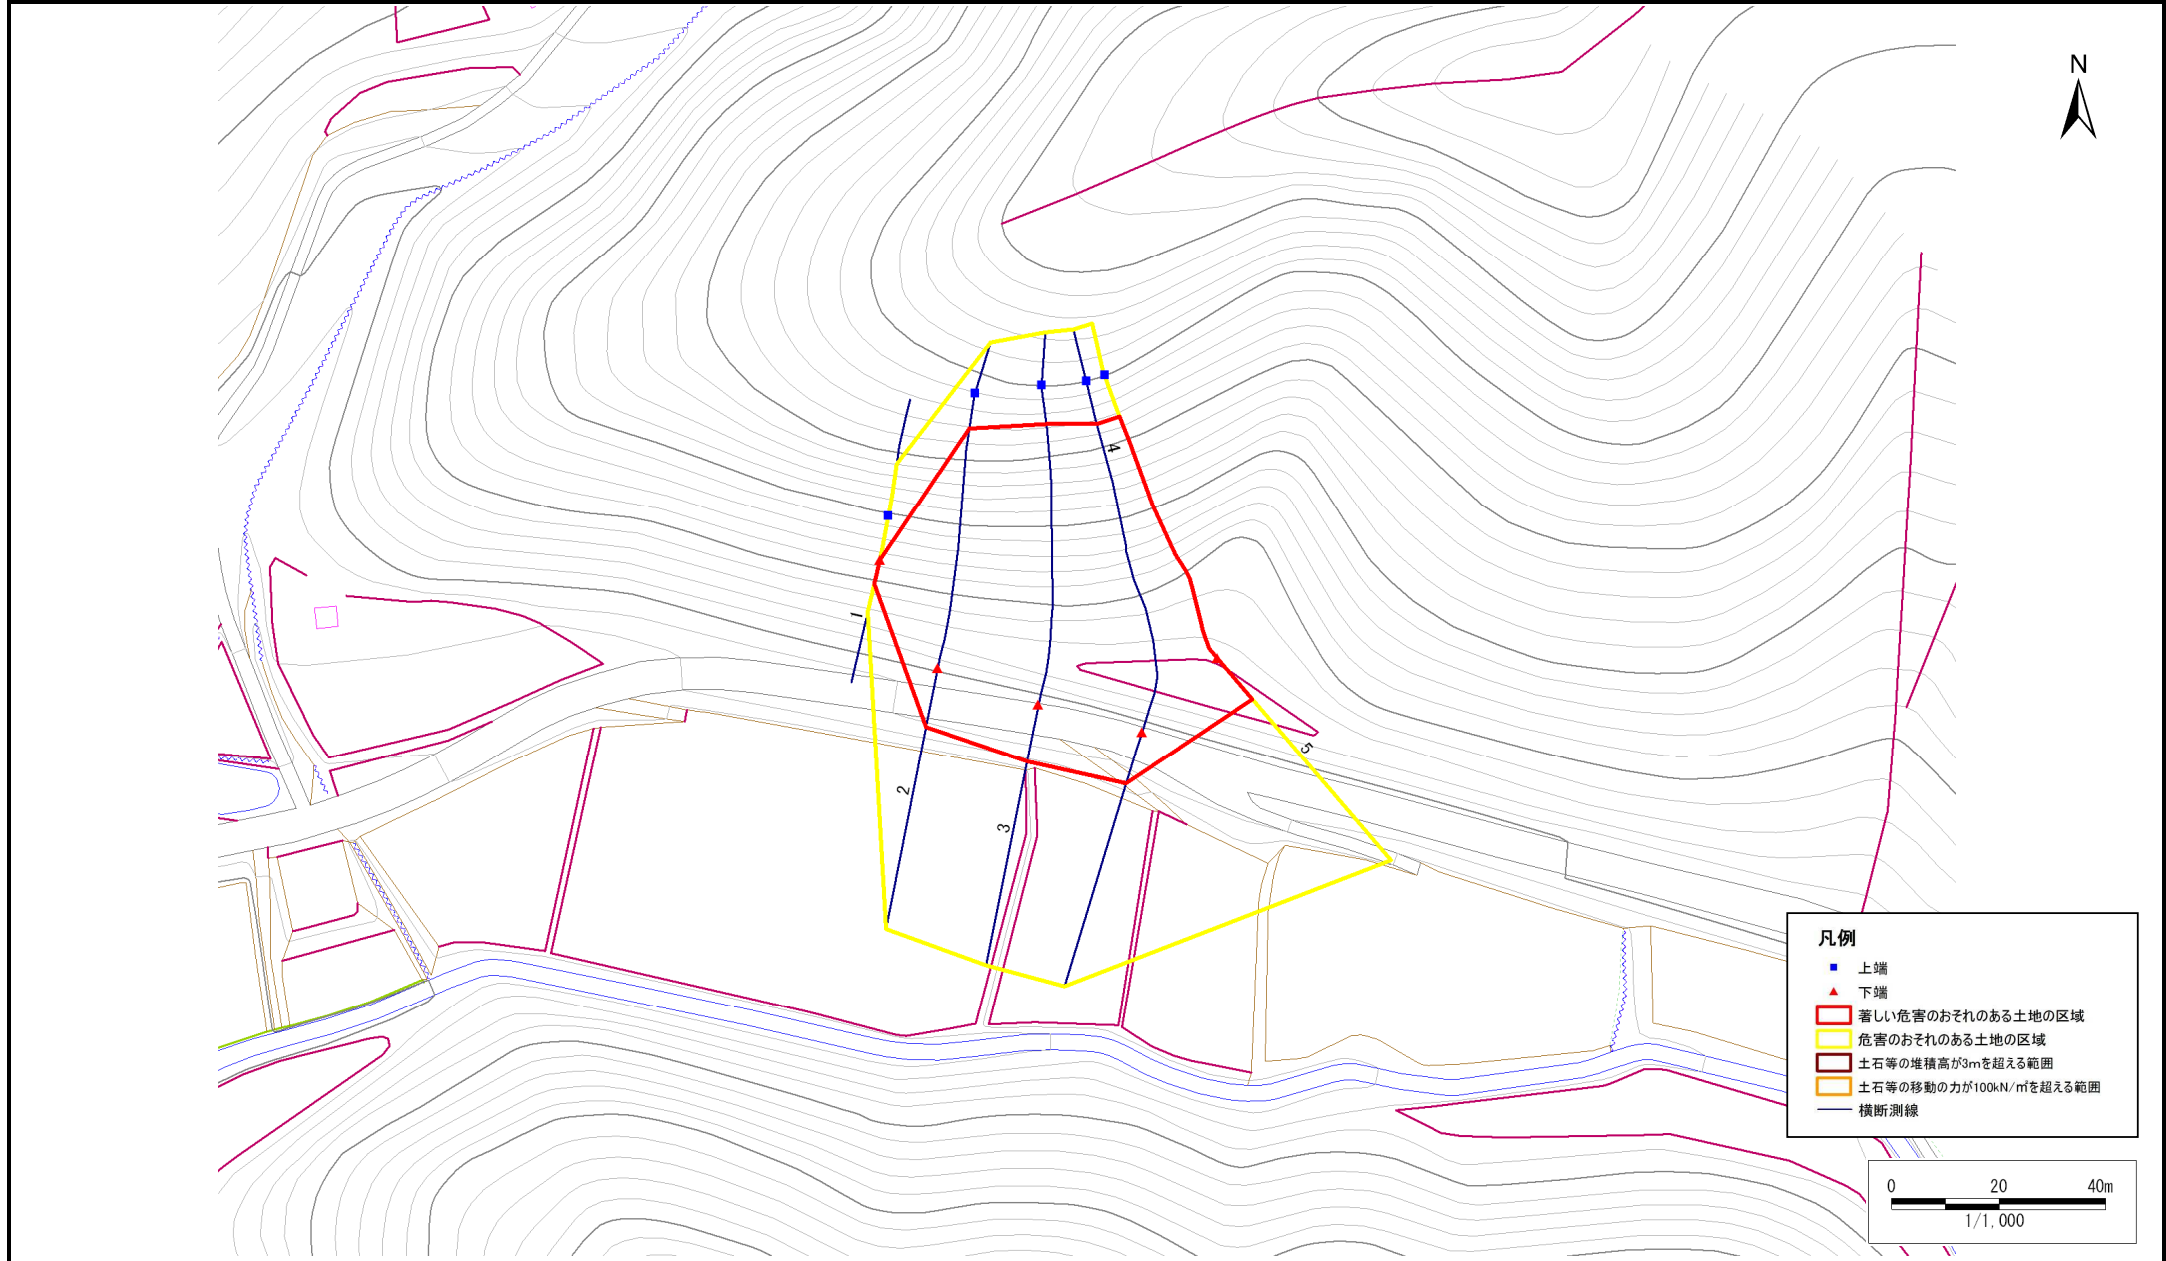 N
4
1
5
2
3
凡例
上端
下端
著しい危害のおそれのある土地の区域
危害のおそれのある土地の区域
土石等の堆積高が3mを超える範囲
土石等の移動の力が100kN/㎡を超える範囲
横断測線
0 20 40m
1/1,000